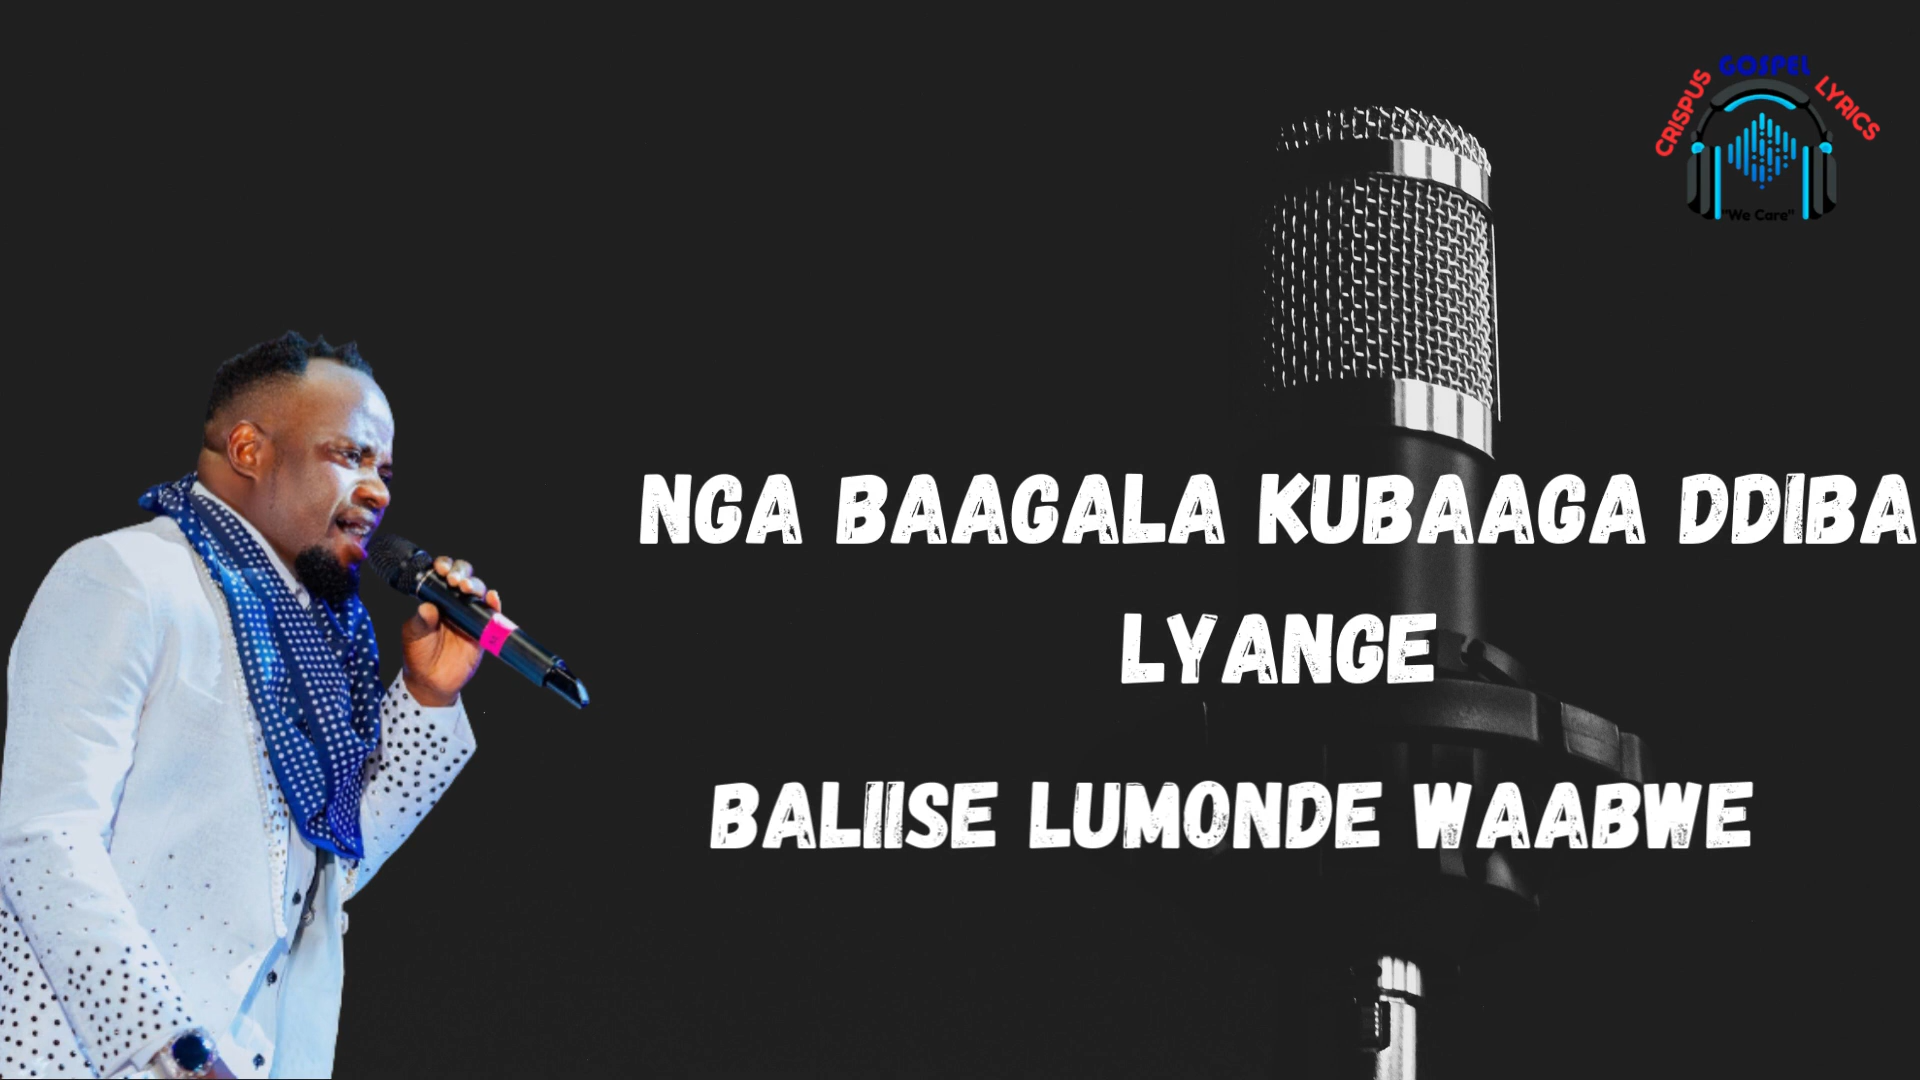 CRISPUS GOSPEL LYRICS
"We Care"
NGA BAAGALA KUBAAGA DDIBA
LYANGE
BALIISE LUMONDE WAABWE